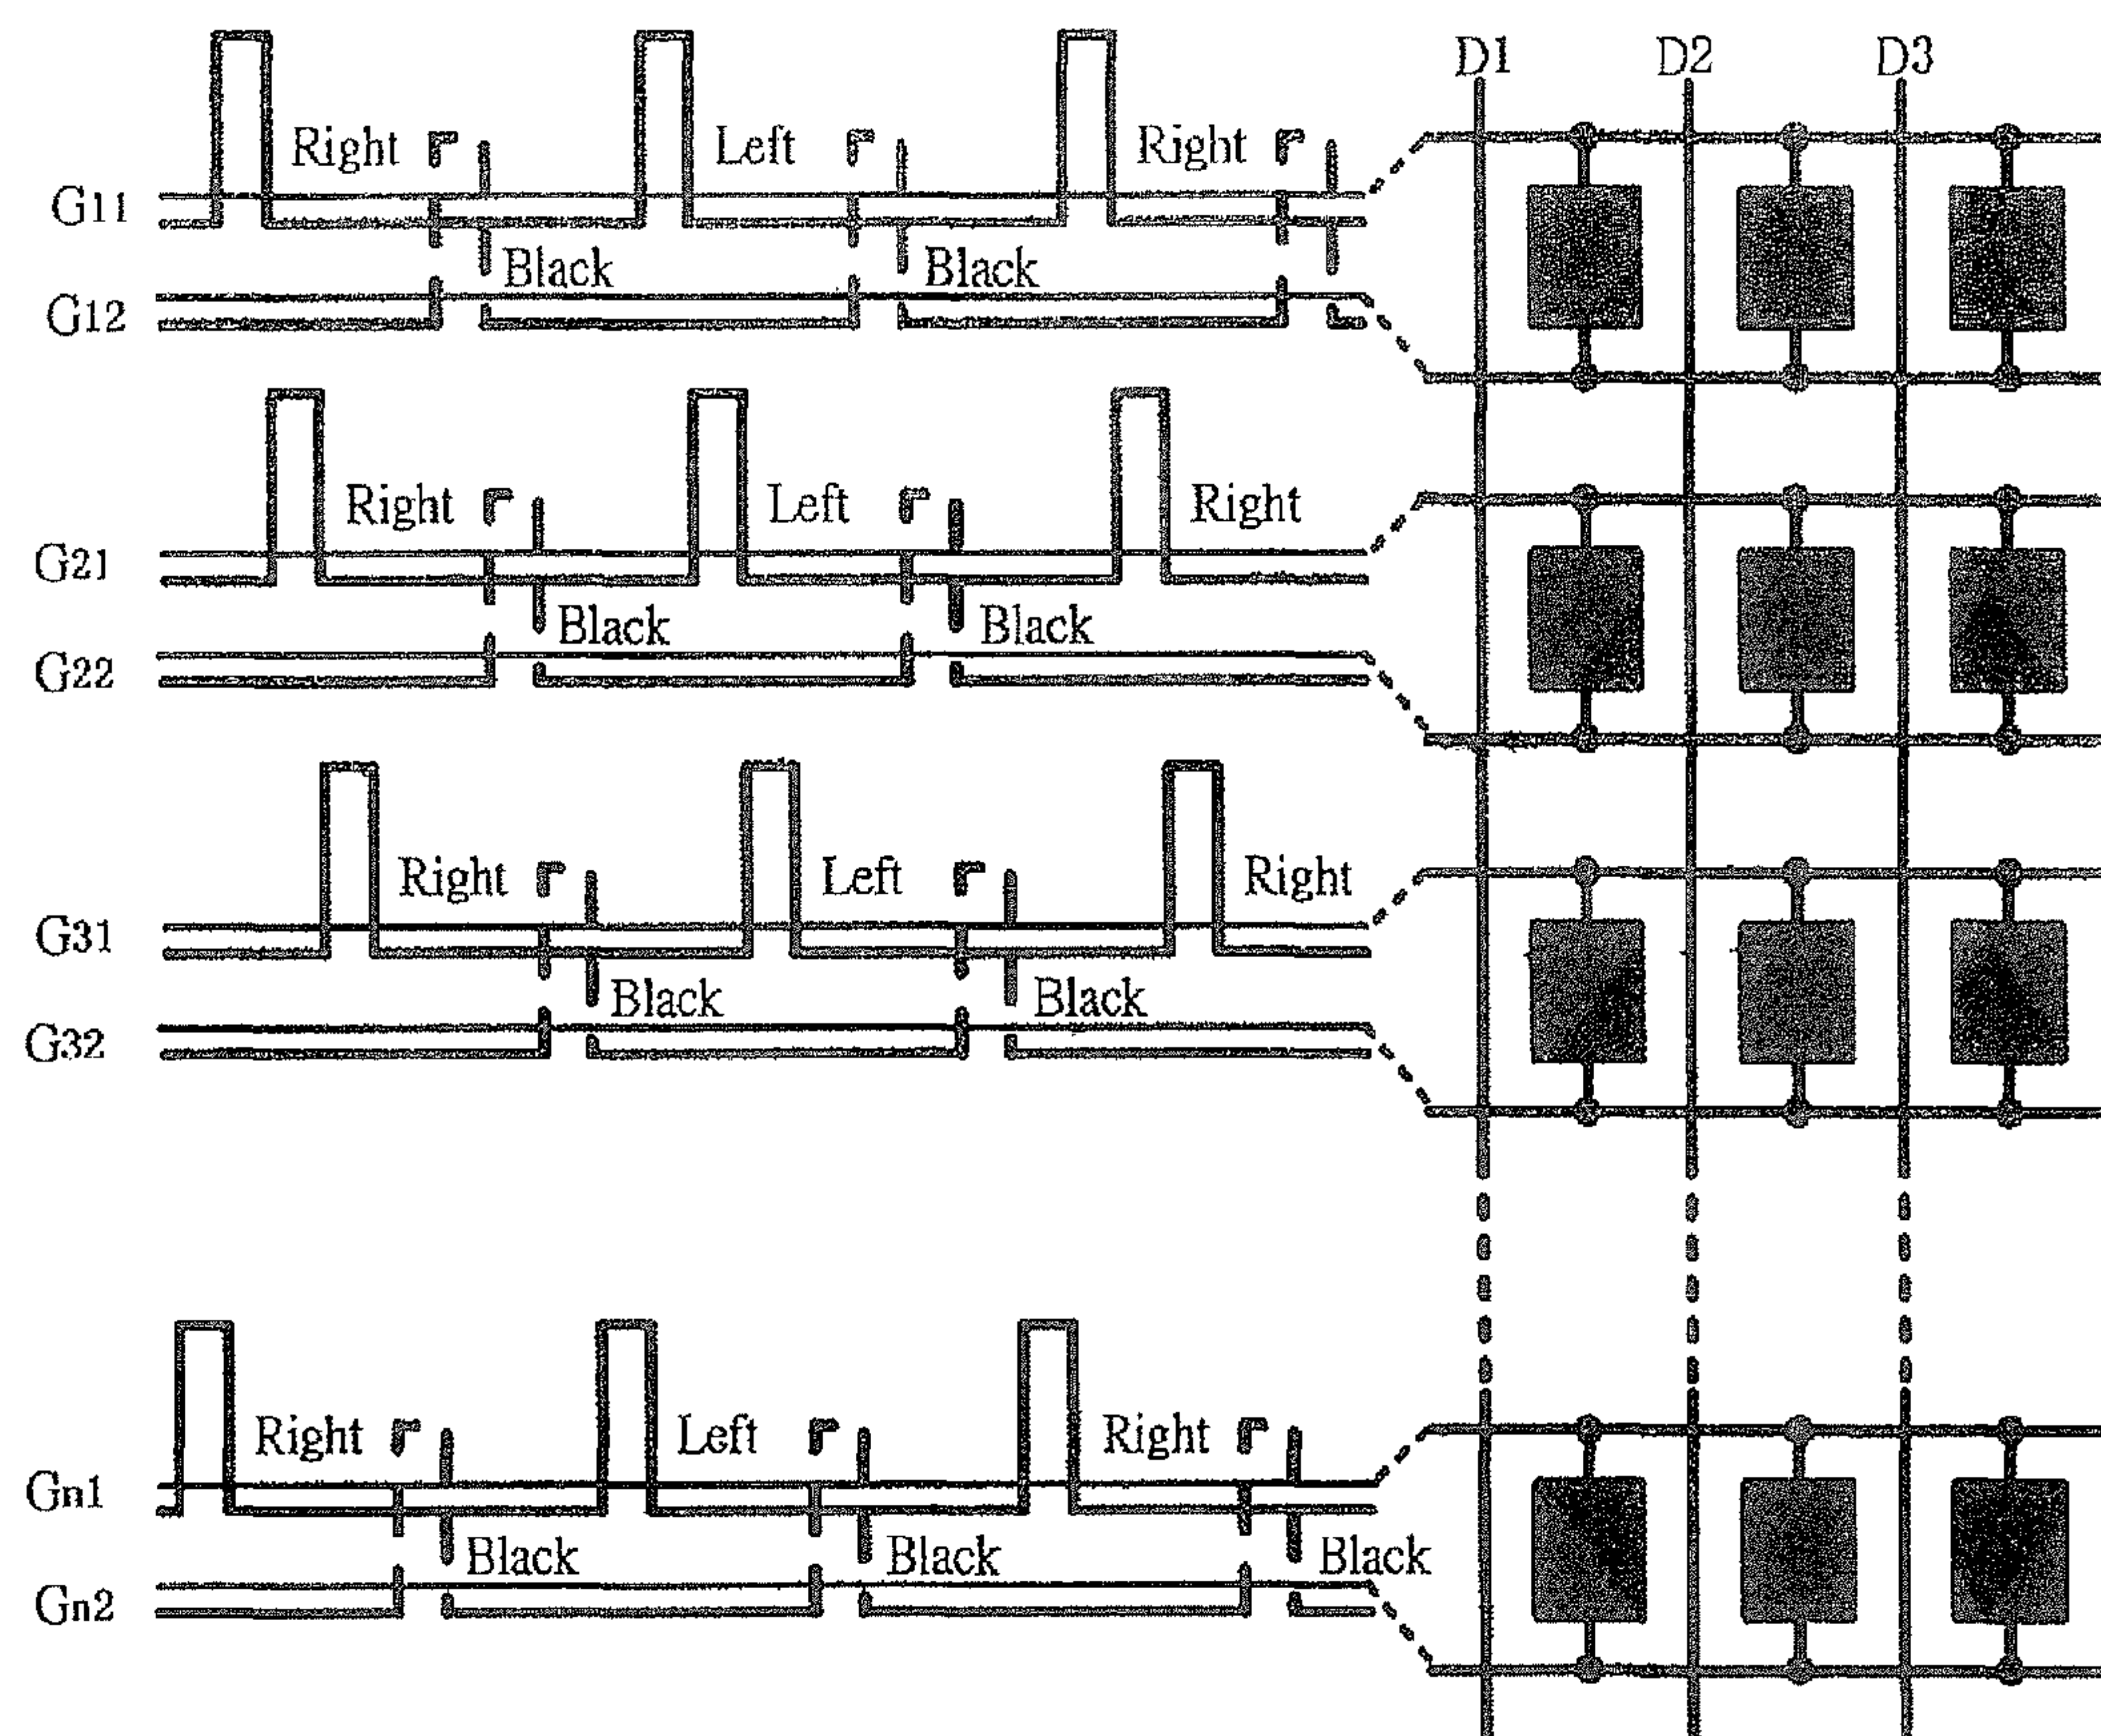 D1 D2 D3
Right Left Right
G11
Black Black
G12
Right Left Right
G21
Black Black
G22
Right Left Right
G31
Black Black
G32
Right Left Right
Gn1
Black Black Black
Gn2